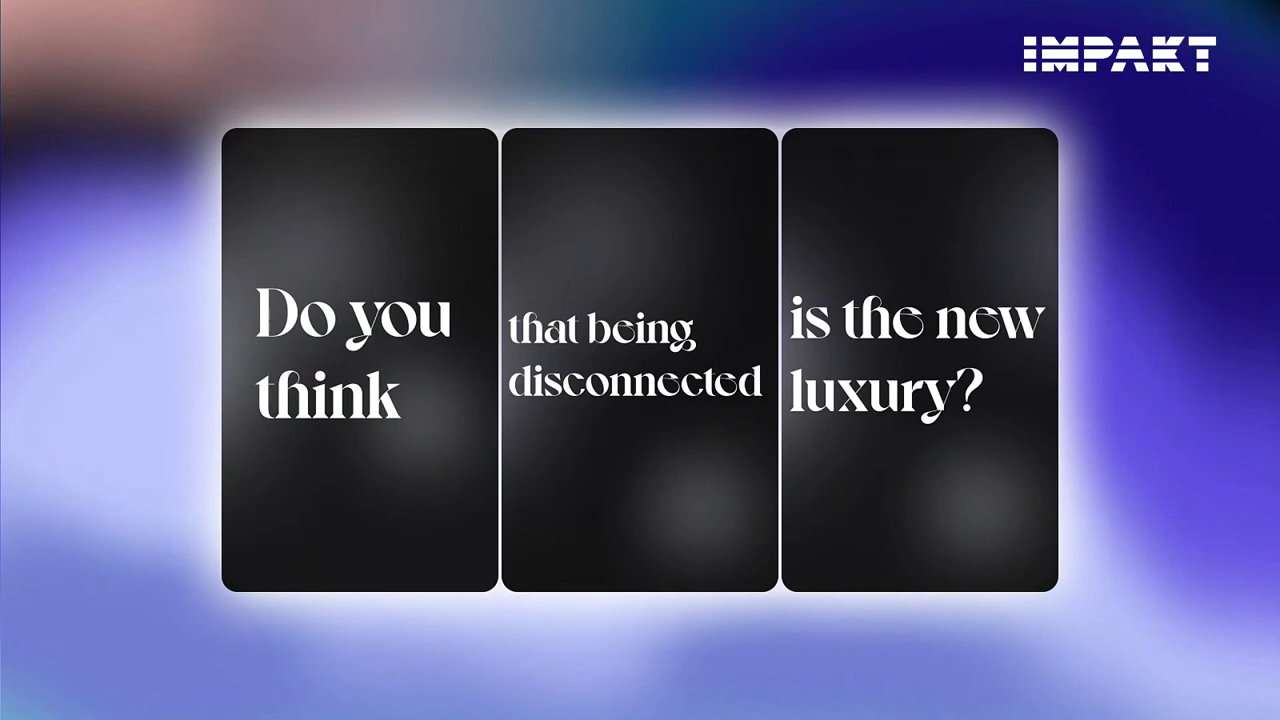 IMPAKT
Do you
think
that being
disconnected
is the new
luxury?